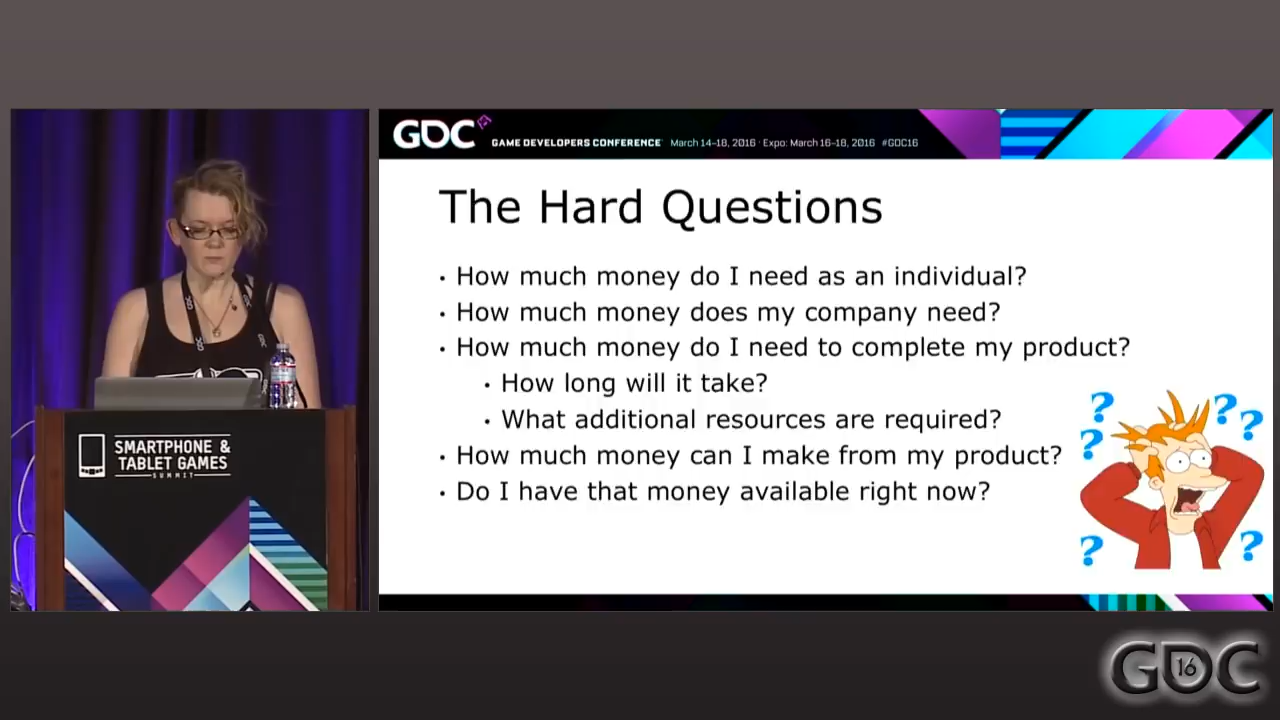 GDC
GAME DEVELOPERS CONFERENCE March 14-18, 2016 · Expo: March 16-18, 2016 #GDC16
The Hard Questions
• How much money do I need as an individual?
• How much money does my company need?
• How much money do I need to complete my product?
• How long will it take?
• What additional resources are required?
• How much money can I make from my product?
• Do I have that money available right now?
? ? ?
?
? ?
GDC
SMARTPHONE &
TABLET GAMES
SUMMIT
GDC
16